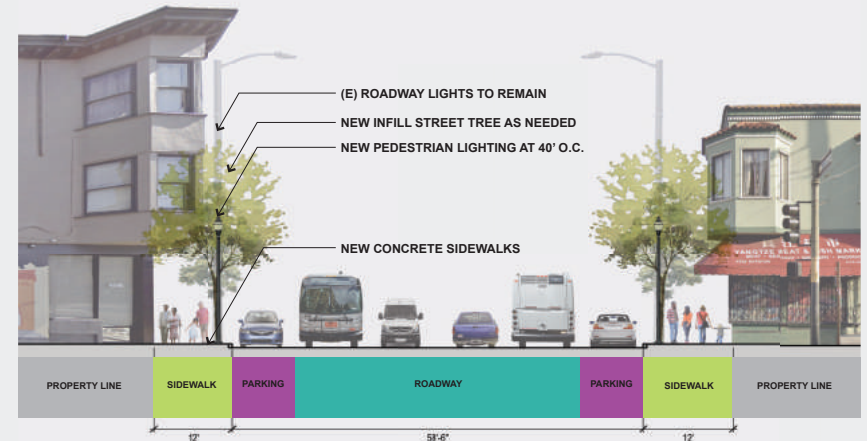 (E) ROADWAY LIGHTS TO REMAIN
NEW INFILL STREET TREE AS NEEDED
NEW PEDESTRIAN LIGHTING AT 40' O.C.
NEW CONCRETE SIDEWALKS
PROPERTY LINE
SIDEWALK
PARKING
ROADWAY
PARKING
SIDEWALK
PROPERTY LINE
12'
58'-6"
12'